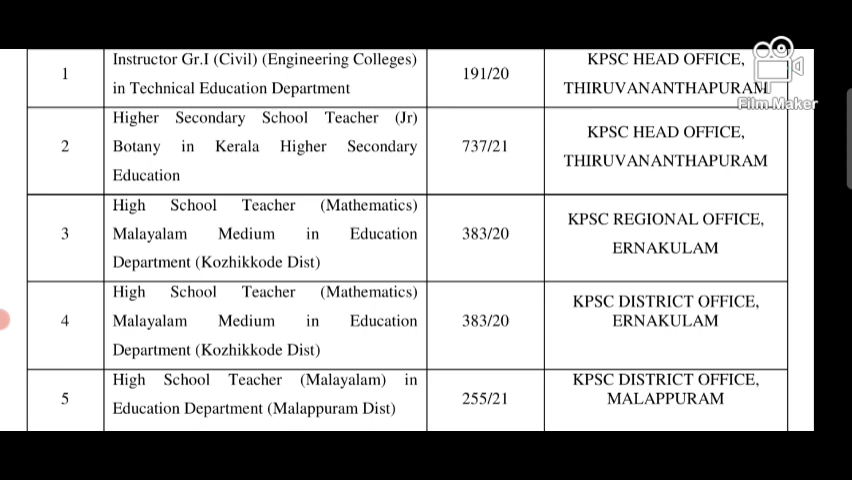 1
Instructor Gr.I (Civil) (Engineering Colleges)
in Technical Education Department
191/20
KPSC HEAD OFFICE,
THIRUVANANTHAPURAM
Film Maker
2
Higher Secondary School Teacher (Jr)
Botany in Kerala Higher Secondary
Education
737/21
KPSC HEAD OFFICE,
THIRUVANANTHAPURAM
3
High School Teacher (Mathematics)
Malayalam Medium in Education
Department (Kozhikkode Dist)
383/20
KPSC REGIONAL OFFICE,
ERNAKULAM
4
High School Teacher (Mathematics)
Malayalam Medium in Education
Department (Kozhikkode Dist)
383/20
KPSC DISTRICT OFFICE,
ERNAKULAM
5
High School Teacher (Malayalam) in
Education Department (Malappuram Dist)
255/21
KPSC DISTRICT OFFICE,
MALAPPURAM